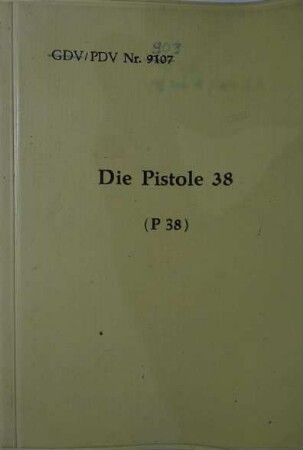 903
GDV/PDV Nr. 9107
Die Pistole 38
(P 38)